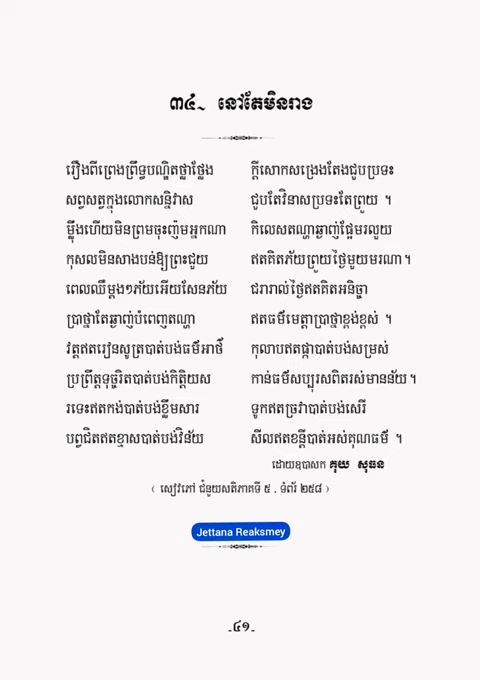 ៣៤~ នៅតែមិនរាង
រឿងពីព្រេងព្រឹទ្ធបណ្ឌិតថ្លាថ្លែង ក្ដីសោកសង្រេងតែងជួបប្រទះ
សព្វសត្វក្នុងលោកសន្និវាស ជួបតែវិនាសប្រទះតែព្រួយ ។
ម្ល៉ឹងហើយមិនព្រមចុះញ៉មអ្នកណា កិលេសតណ្ហាឆ្ងាញ់ផ្អែមរលួយ
កុសលមិនសាងបន់ឱ្យព្រះជួយ ឥតគិតភ័យព្រួយថ្ងៃមួយមរណា។
ពេលឈឺម្ដងៗភ័យអើយសែនភ័យ ជរារាល់ថ្ងៃឥតគិតអនិច្ចា
ប្រាថ្នាតែឆ្ងាញ់បំពេញតណ្ហា ឥតធម៌មេត្តាប្រាថ្នាខ្ពង់ខ្ពស់ ។
វត្តឥតរៀនសូត្របាត់បង់ធម៌អាថ៌ កុលាបឥតផ្កាបាត់បង់សម្រស់
ប្រព្រឹត្តទុច្ចរិតបាត់បង់កិត្តិយស កាន់ធម៌សប្បុរសពិតរស់មានន័យ។
រទេះឥតកង់បាត់បង់ខ្លឹមសារ ទូកឥតច្រវាបាត់បង់សេរី
បព្វជិតឥតខ្មាសបាត់បង់វិន័យ សីលឥតខន្តីបាត់អស់គុណធម៌ ។
ដោយឧបាសក គុយ សុធន
( សៀវភៅ ជំនួយសតិភាគទី ៥ , ទំព័រ ២៥៨ )
Jettana Reaksmey
-៤១-